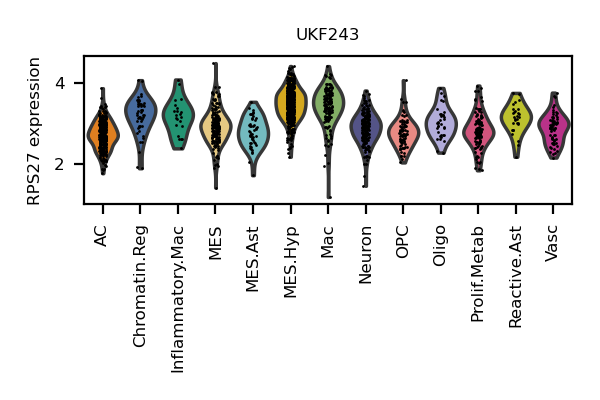 UKF243
RPS27 expression
4
2
AC
Chromatin.Reg
Inflammatory.Mac
MES
MES.Ast
MES.Hyp
Mac
Neuron
OPC
Oligo
Prolif.Metab
Reactive.Ast
Vasc